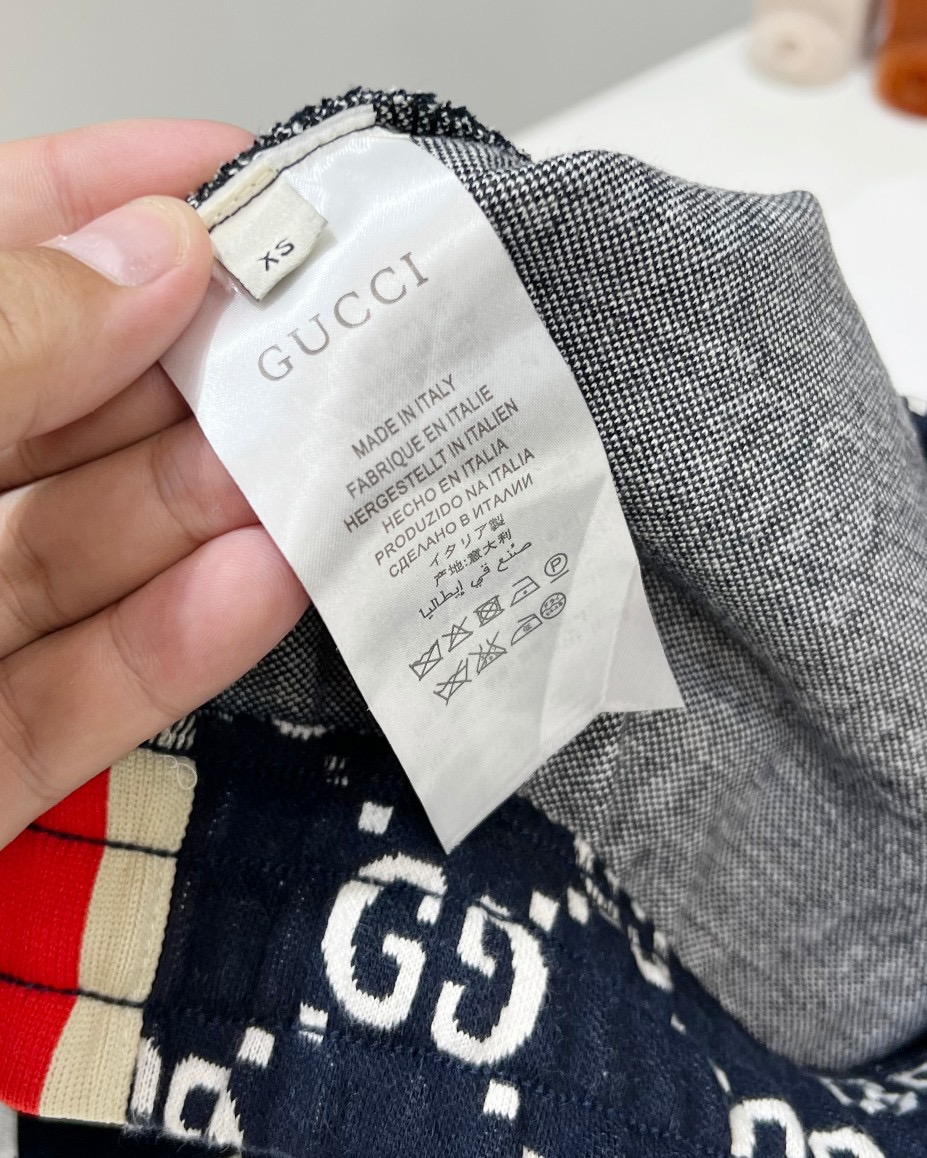 XS
GUCCI
MADE IN ITALY
FABRIQUE EN ITALIE
HERGESTELLT IN ITALIEN
HECHO EN ITALIA
PRODUZIDO NA ITALIA
СДЕЛАНО В ИТАЛИИ
イタリア製
产地:意大利
صنع في إيطاليا
P
GG